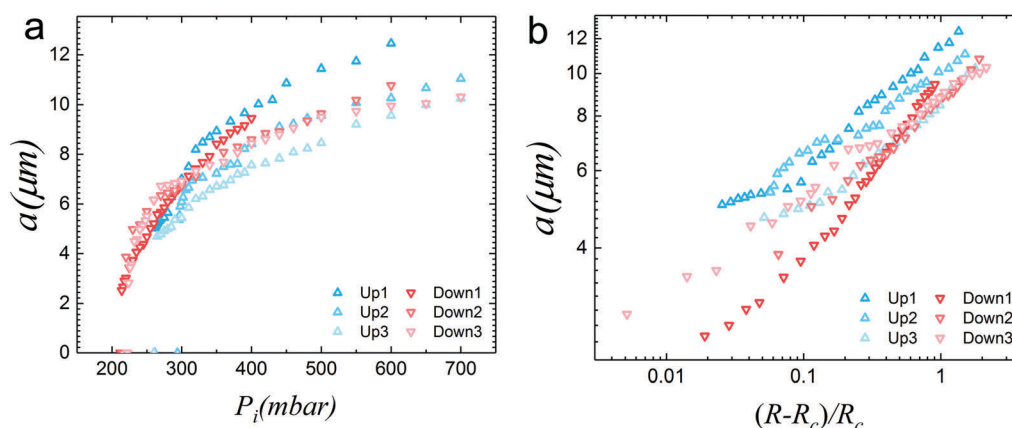 a
a(μm)
12
10
8
6
4
2
0
200 300 400 500 600 700
P_i(mbar)
Up1 Down1
Up2 Down2
Up3 Down3
b
a(μm)
12
10
8
6
4
0.01 0.1 1
(R-R_c)/R_c
Up1 Down1
Up2 Down2
Up3 Down3